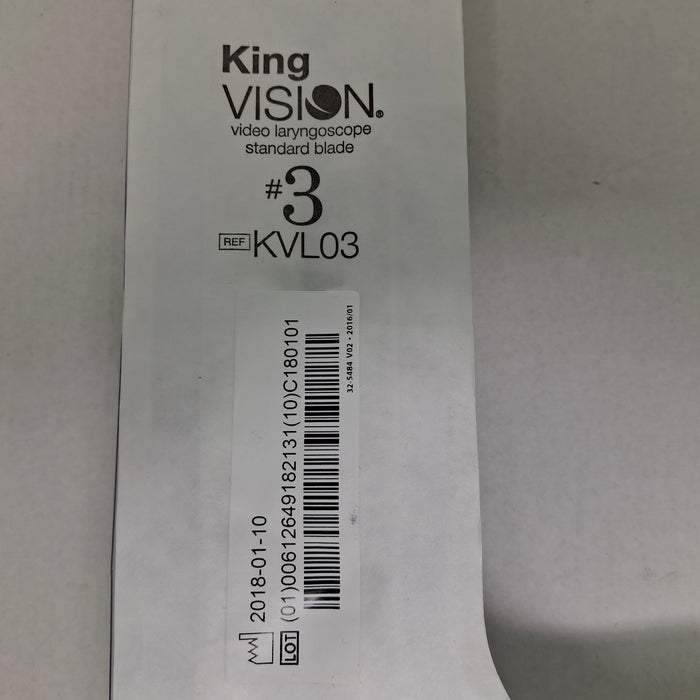 King
VISION®
video laryngoscope
standard blade
#3
REF KVL03
32-5484 V02 - 2016/01
2018-01-10
LOT (01)00612649182131(10)C180101